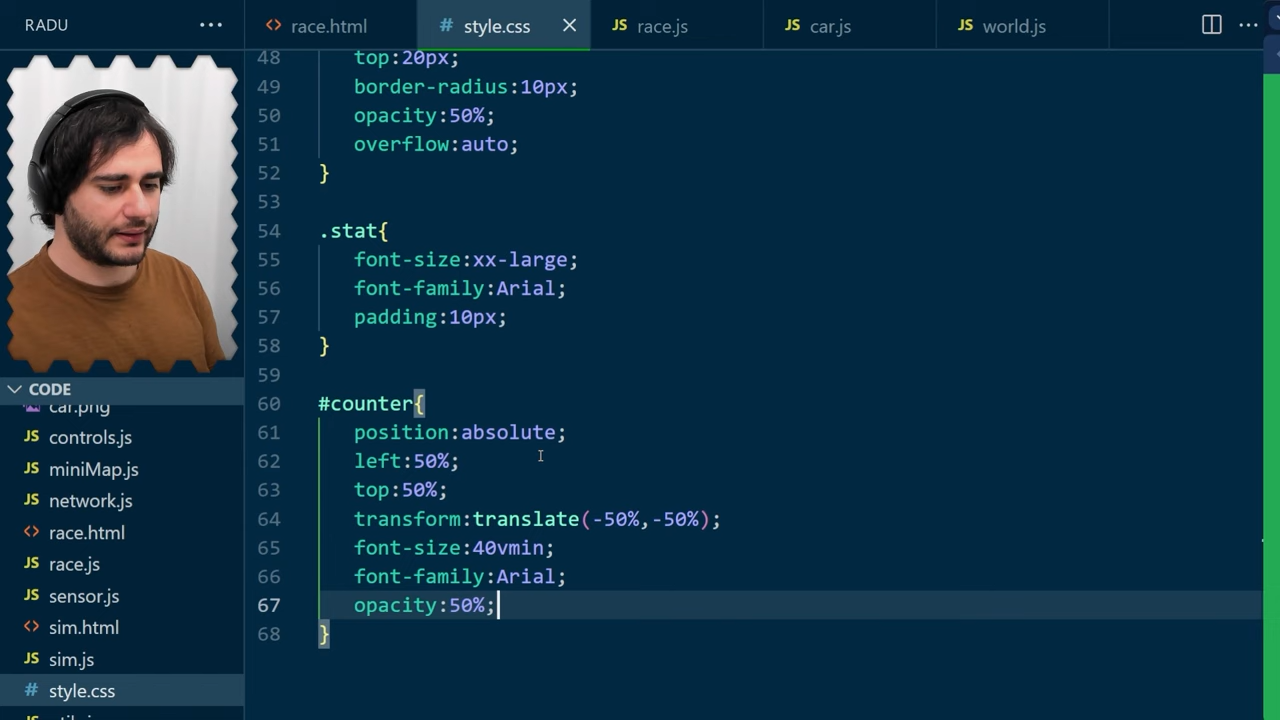 RADU
race.html
style.css
race.js
car.js
world.js
48 top:20px;
49 border-radius:10px;
50 opacity:50%;
51 overflow:auto;
52 }
53
54 .stat{
55 font-size:xx-large;
56 font-family:Arial;
57 padding:10px;
58 }
59
60 #counter{
61 position:absolute;
62 left:50%;
63 top:50%;
64 transform:translate(-50%,-50%);
65 font-size:40vmin;
66 font-family:Arial;
67 opacity:50%;
68 }
CODE
car.png
JS controls.js
JS miniMap.js
JS network.js
race.html
JS race.js
JS sensor.js
sim.html
JS sim.js
# style.css